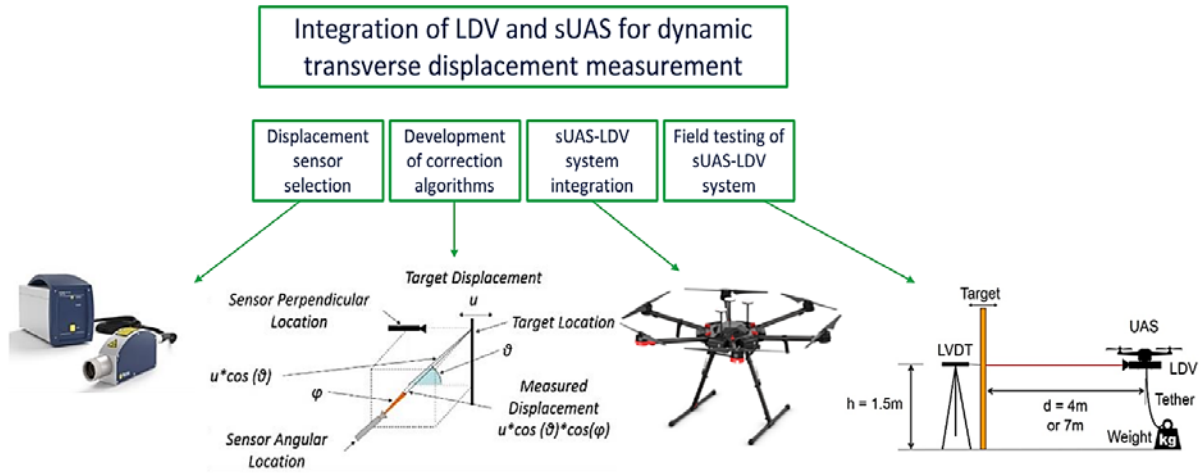 Integration of LDV and sUAS for dynamic
transverse displacement measurement
Displacement
sensor
selection
Development
of correction
algorithms
sUAS-LDV
system
integration
Field testing of
sUAS-LDV
system
Target Displacement
u
Sensor Perpendicular
Location
Target Location
ϑ
u*cos (ϑ)
φ
Measured
Displacement
u*cos (ϑ)*cos(φ)
Sensor Angular
Location
Target
UAS
LVDT
LDV
Tether
h = 1.5m
d = 4m
or 7m
Weight
kg